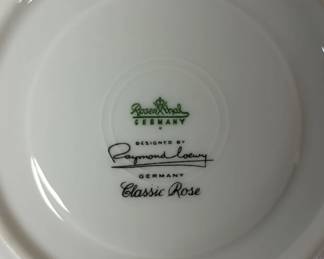 Rosenthal
GERMANY
DESIGNED BY
Raymond Loewy
GERMANY
Classic Rose